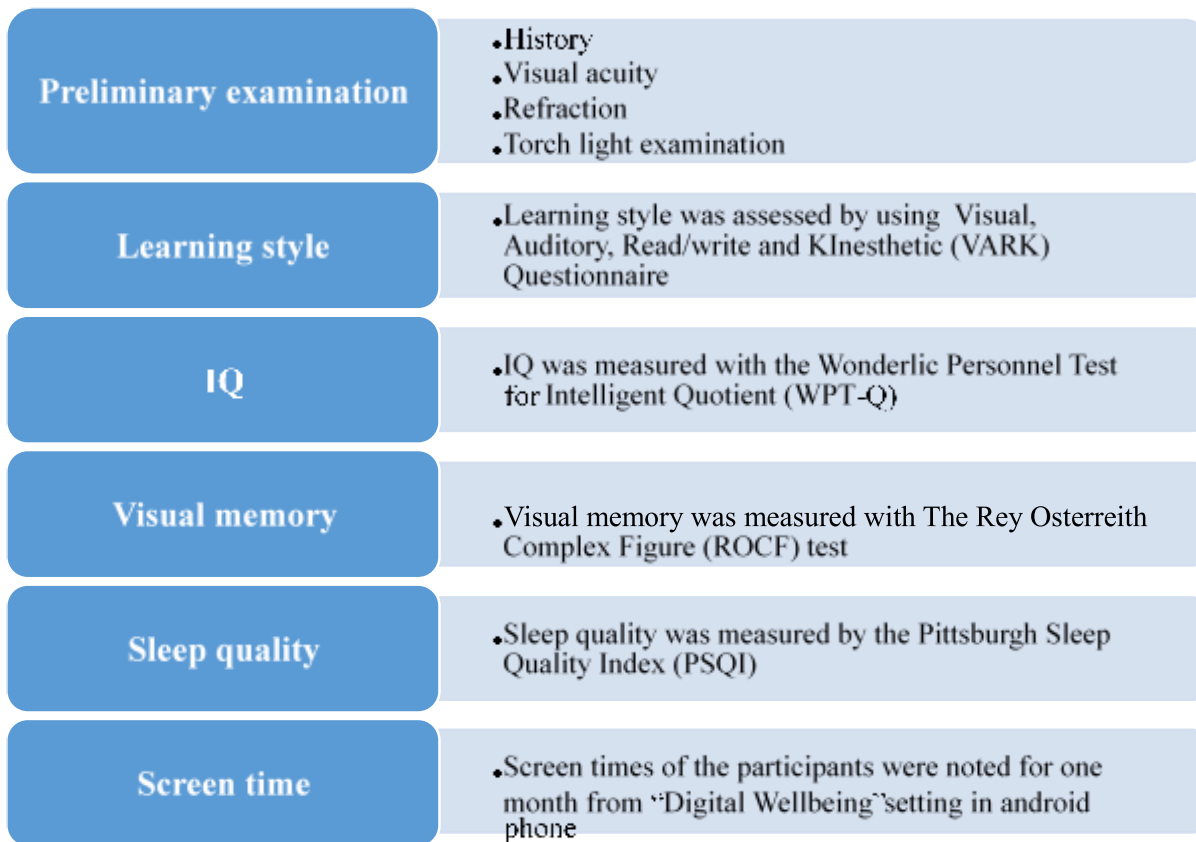 Preliminary examination
•History
•Visual acuity
•Refraction
•Torch light examination
Learning style
•Learning style was assessed by using Visual,
Auditory, Read/write and KInesthetic (VARK)
Questionnaire
IQ
•IQ was measured with the Wonderlic Personnel Test
for Intelligent Quotient (WPT-Q)
Visual memory
•Visual memory was measured with The Rey Osterreith
Complex Figure (ROCF) test
Sleep quality
•Sleep quality was measured by the Pittsburgh Sleep
Quality Index (PSQI)
Screen time
•Screen times of the participants were noted for one
month from “Digital Wellbeing”setting in android
phone